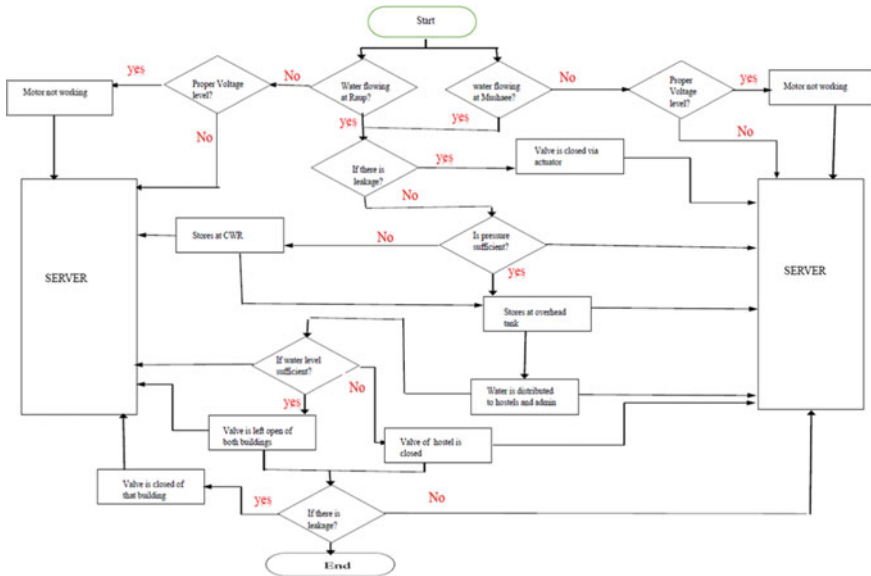 Start
yes
Motor not working
Proper Voltage
level?
No
Water flowing
at Raup?
water flowing
at Mushaee?
No
Proper
Voltage
level?
yes
Motor not working
No
yes
yes
No
If there is
leakage?
yes
Valve is closed via
actuator
No
Stores at CWR
No
Is pressure
sufficient?
yes
SERVER
SERVER
Stores at overhead
tank
If water level
sufficient?
No
yes
Water is distributed
to hostels and admin
Valve is left open of
both buildings
Valve of hostel is
closed
Valve is closed of
that building
yes
If there is
leakage?
No
End